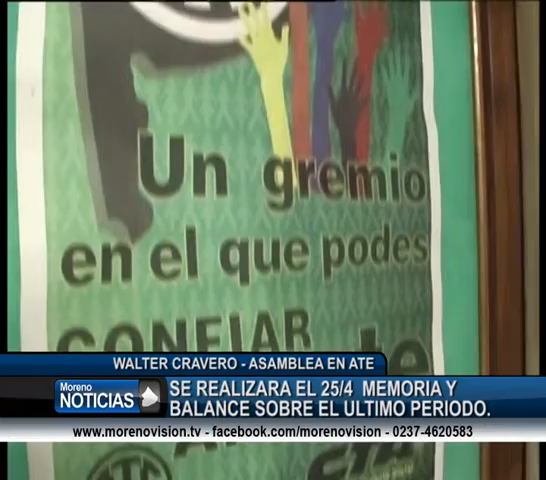 Un gremio
en el que podes
CONFIAR
WALTER CRAVERO - ASAMBLEA EN ATE
Moreno
NOTICIAS
SE REALIZARA EL 25/4 MEMORIA Y
BALANCE SOBRE EL ULTIMO PERIODO.
www.morenovision.tv - facebook.com/morenovision - 0237-4620583